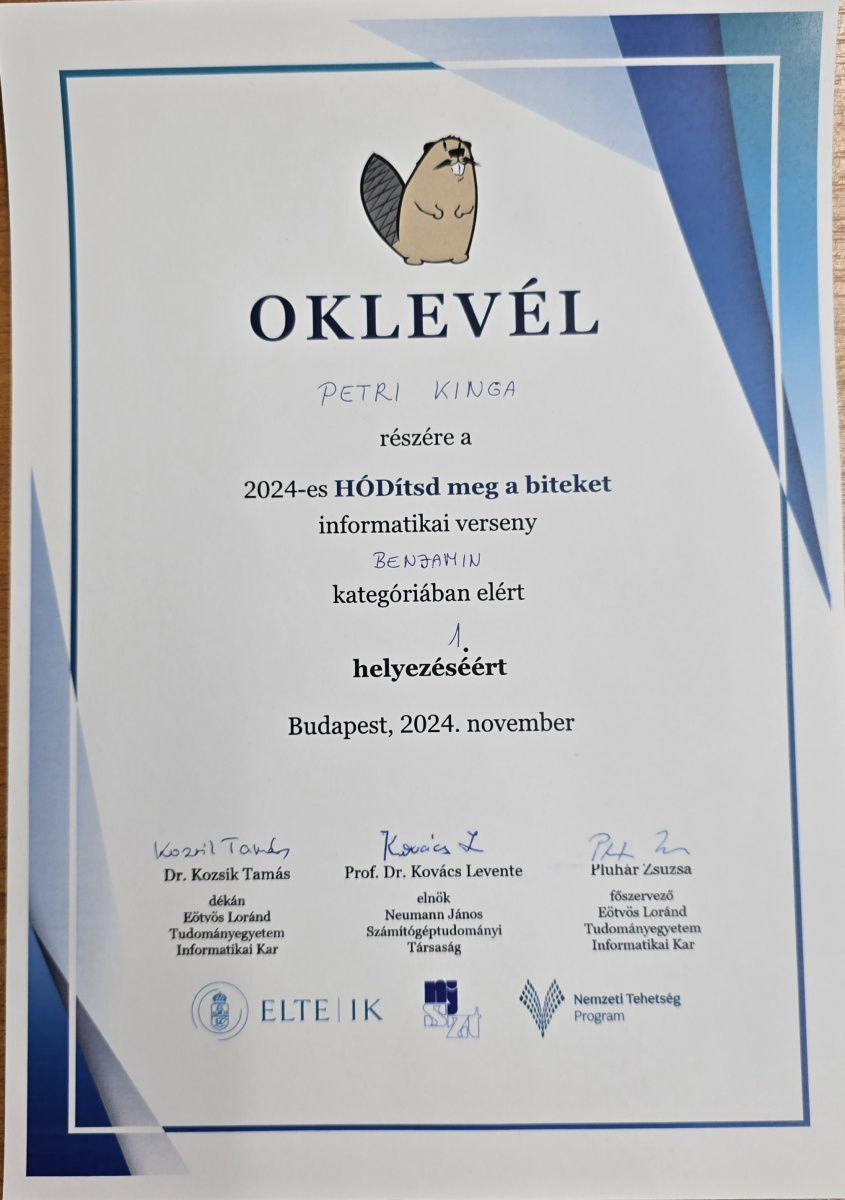 OKLEVÉL
PETRI KINGA
részére a
2024-es HÓDítsd meg a biteket
informatikai verseny
BENJAMIN
kategóriában elért
1.
helyezéséért
Budapest, 2024. november
Kozsik Tamás
Kovács L
Dr. Kozsik Tamás
dékán
Eötvös Loránd
Tudományegyetem
Informatikai Kar
Prof. Dr. Kovács Levente
elnök
Neumann János
Számítógéptudományi
Társaság
Pluhár Zsuzsa
főszervező
Eötvös Loránd
Tudományegyetem
Informatikai Kar
ELTE | IK
nj
szt
Nemzeti Tehetség
Program